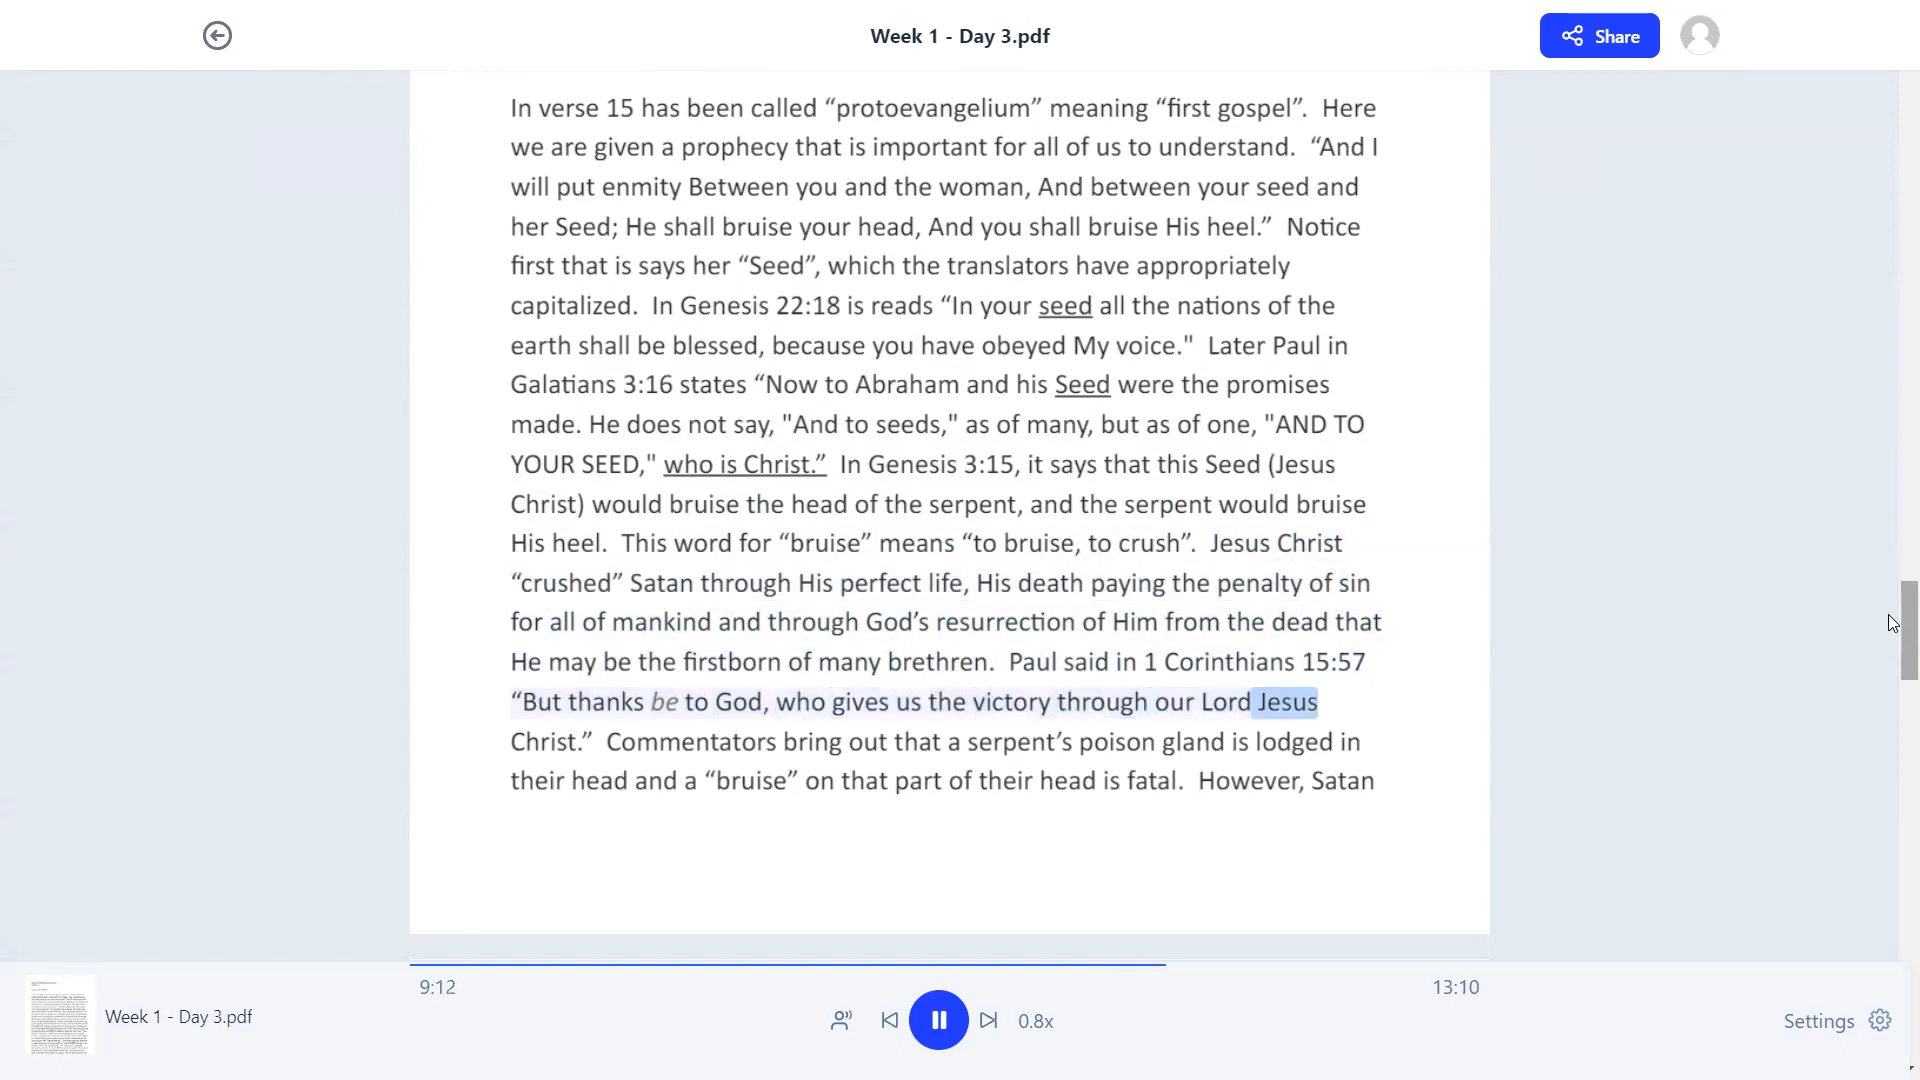 Week 1 - Day 3.pdf
Share
In verse 15 has been called “protoevangelium” meaning “first gospel”.  Here
we are given a prophecy that is important for all of us to understand.  “And I
will put enmity Between you and the woman, And between your seed and
her Seed; He shall bruise your head, And you shall bruise His heel.”  Notice
first that is says her “Seed”, which the translators have appropriately
capitalized.  In Genesis 22:18 is reads “In your seed all the nations of the
earth shall be blessed, because you have obeyed My voice."  Later Paul in
Galatians 3:16 states “Now to Abraham and his Seed were the promises
made. He does not say, "And to seeds," as of many, but as of one, "AND TO
YOUR SEED," who is Christ.”  In Genesis 3:15, it says that this Seed (Jesus
Christ) would bruise the head of the serpent, and the serpent would bruise
His heel.  This word for “bruise” means “to bruise, to crush”.  Jesus Christ
“crushed” Satan through His perfect life, His death paying the penalty of sin
for all of mankind and through God’s resurrection of Him from the dead that
He may be the firstborn of many brethren.  Paul said in 1 Corinthians 15:57
“But thanks be to God, who gives us the victory through our Lord Jesus
Christ.”  Commentators bring out that a serpent’s poison gland is lodged in
their head and a “bruise” on that part of their head is fatal.  However, Satan
9:12
13:10
Week 1 - Day 3.pdf
0.8x
Settings